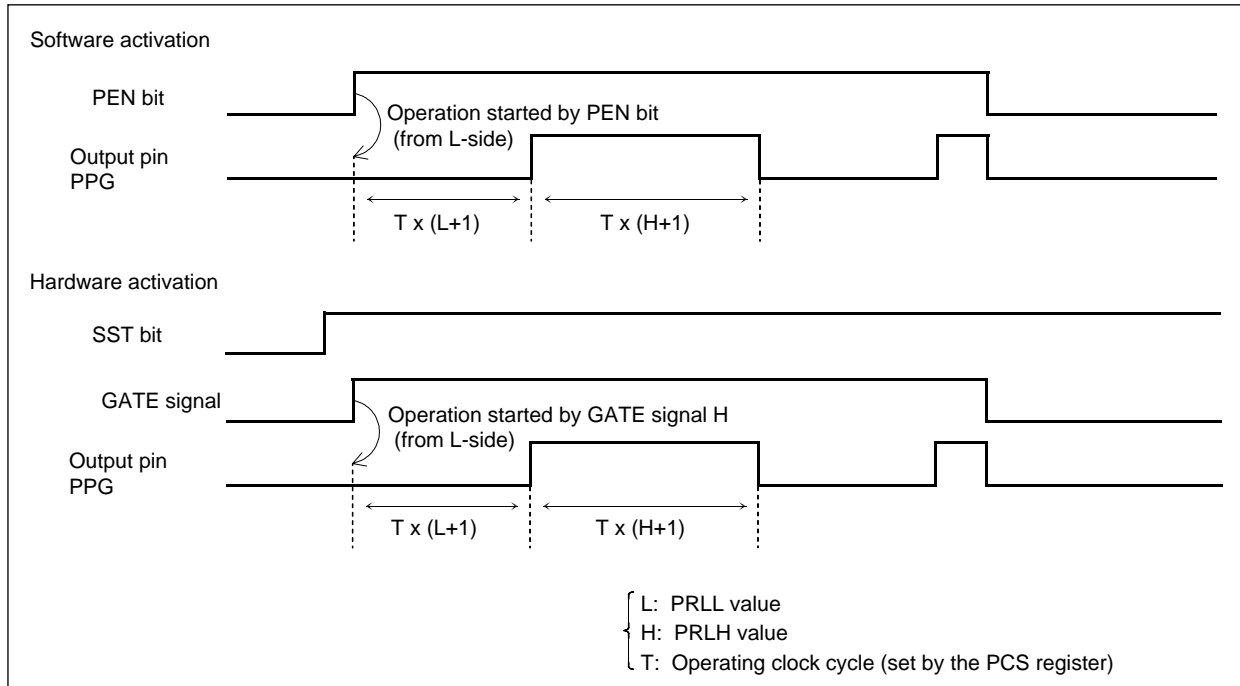 Software activation
PEN bit
Operation started by PEN bit
(from L-side)
Output pin
PPG
T x (L+1)
T x (H+1)
Hardware activation
SST bit
GATE signal
Operation started by GATE signal H
(from L-side)
Output pin
PPG
T x (L+1)
T x (H+1)
L: PRLL value
H: PRLH value
T: Operating clock cycle (set by the PCS register)